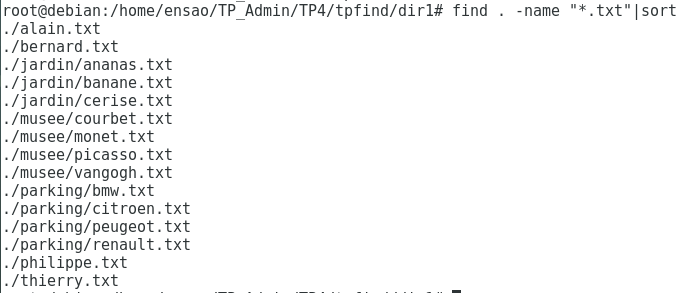 root@debian:/home/ensao/TP_Admin/TP4/tpfind/dir1# find . -name "*.txt"|sort
./alain.txt
./bernard.txt
./jardin/ananas.txt
./jardin/banane.txt
./jardin/cerise.txt
./musee/courbet.txt
./musee/monet.txt
./musee/picasso.txt
./musee/vangogh.txt
./parking/bmw.txt
./parking/citroen.txt
./parking/peugeot.txt
./parking/renault.txt
./philippe.txt
./thierry.txt